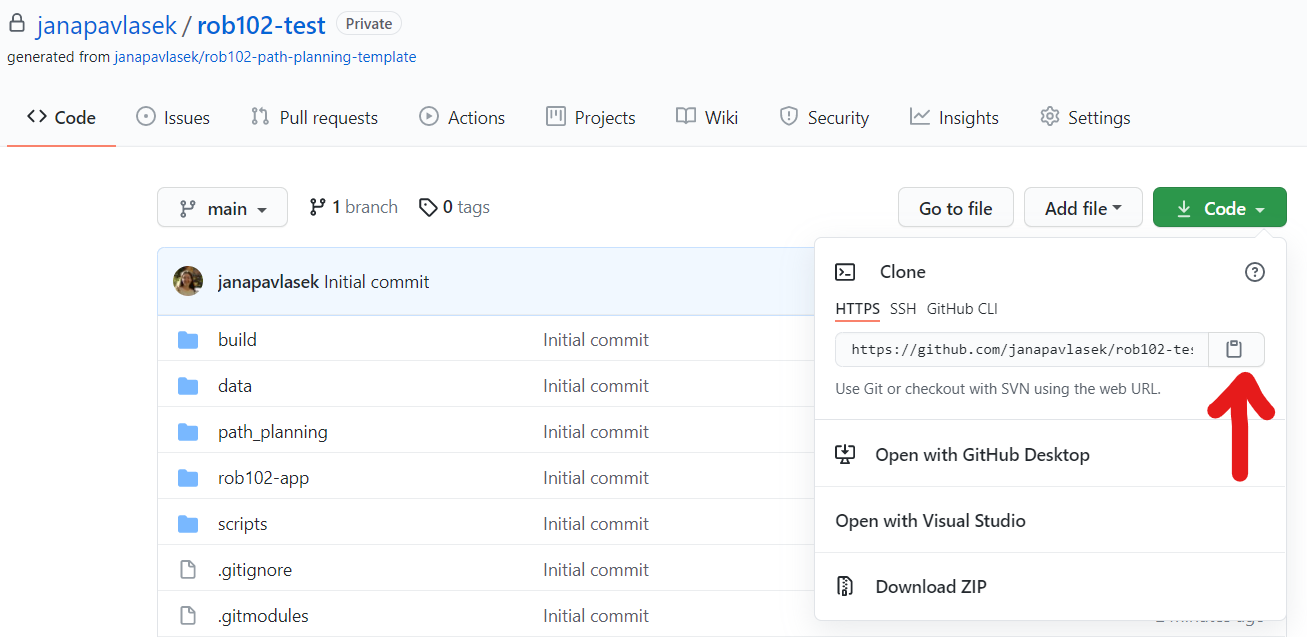 janapavlasek / rob102-test Private
generated from janapavlasek/rob102-path-planning-template
Code Issues Pull requests Actions Projects Wiki Security Insights Settings
main 1 branch 0 tags Go to file Add file Code
janapavlasek Initial commit
build Initial commit
data Initial commit
path_planning Initial commit
rob102-app Initial commit
scripts Initial commit
.gitignore Initial commit
.gitmodules Initial commit
Clone
HTTPS SSH GitHub CLI
https://github.com/janapavlasek/rob102-tes
Use Git or checkout with SVN using the web URL.
Open with GitHub Desktop
Open with Visual Studio
Download ZIP
2 minutes ago